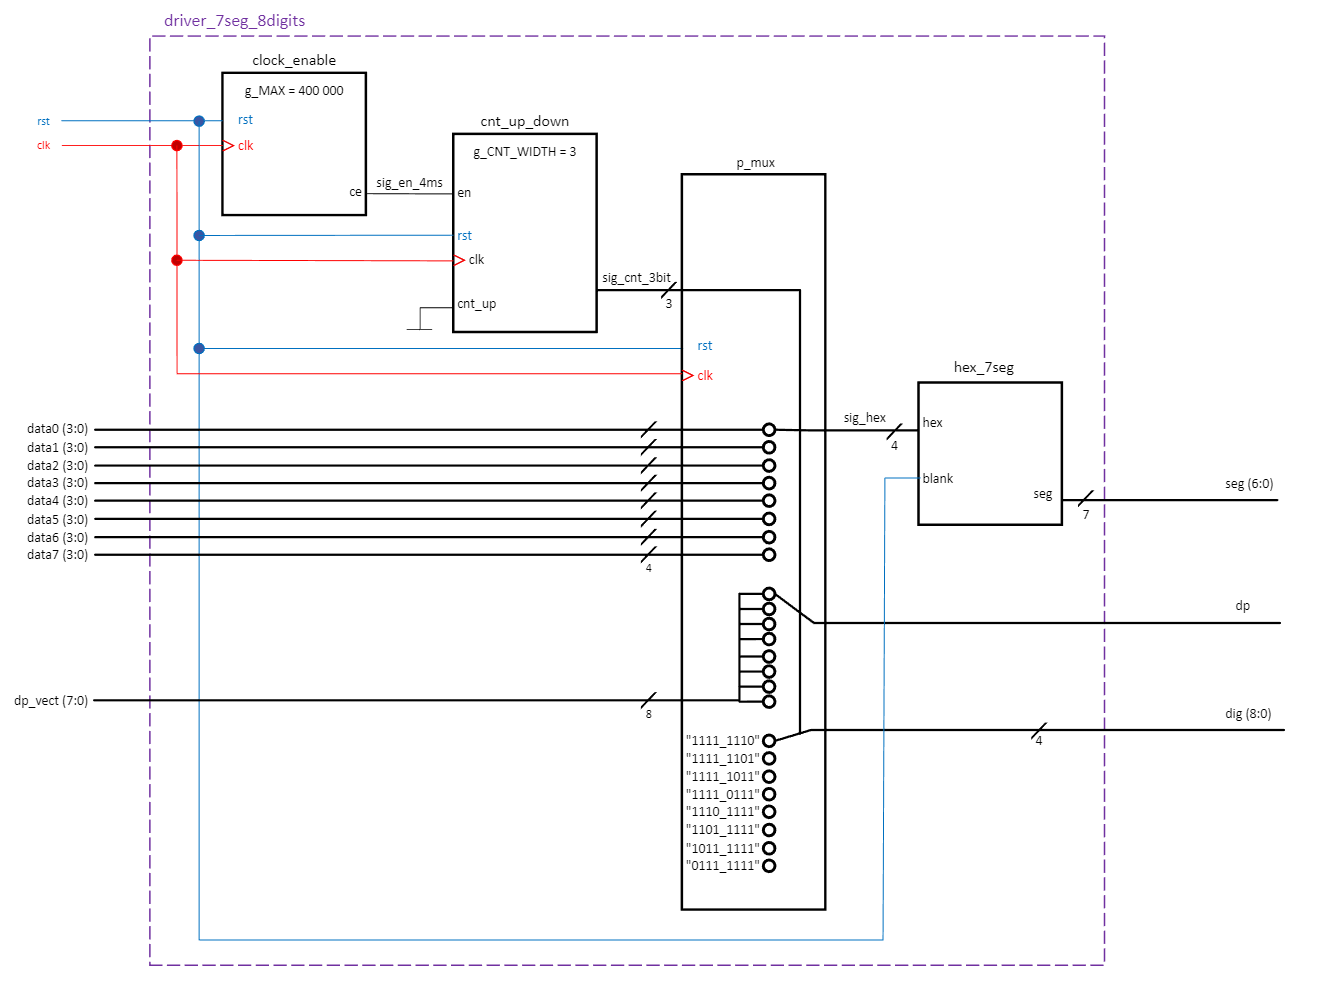 driver_7seg_8digits
clock_enable
g_MAX = 400 000
rst
rst
clk
clk
ce
sig_en_4ms
cnt_up_down
g_CNT_WIDTH = 3
en
rst
clk
cnt_up
sig_cnt_3bit
3
p_mux
rst
clk
hex_7seg
sig_hex
4
hex
blank
seg
7
seg (6:0)
data0 (3:0)
data1 (3:0)
data2 (3:0)
data3 (3:0)
data4 (3:0)
data5 (3:0)
data6 (3:0)
data7 (3:0)
4
dp
dp_vect (7:0)
8
dig (8:0)
4
"1111_1110"
"1111_1101"
"1111_1011"
"1111_0111"
"1110_1111"
"1101_1111"
"1011_1111"
"0111_1111"